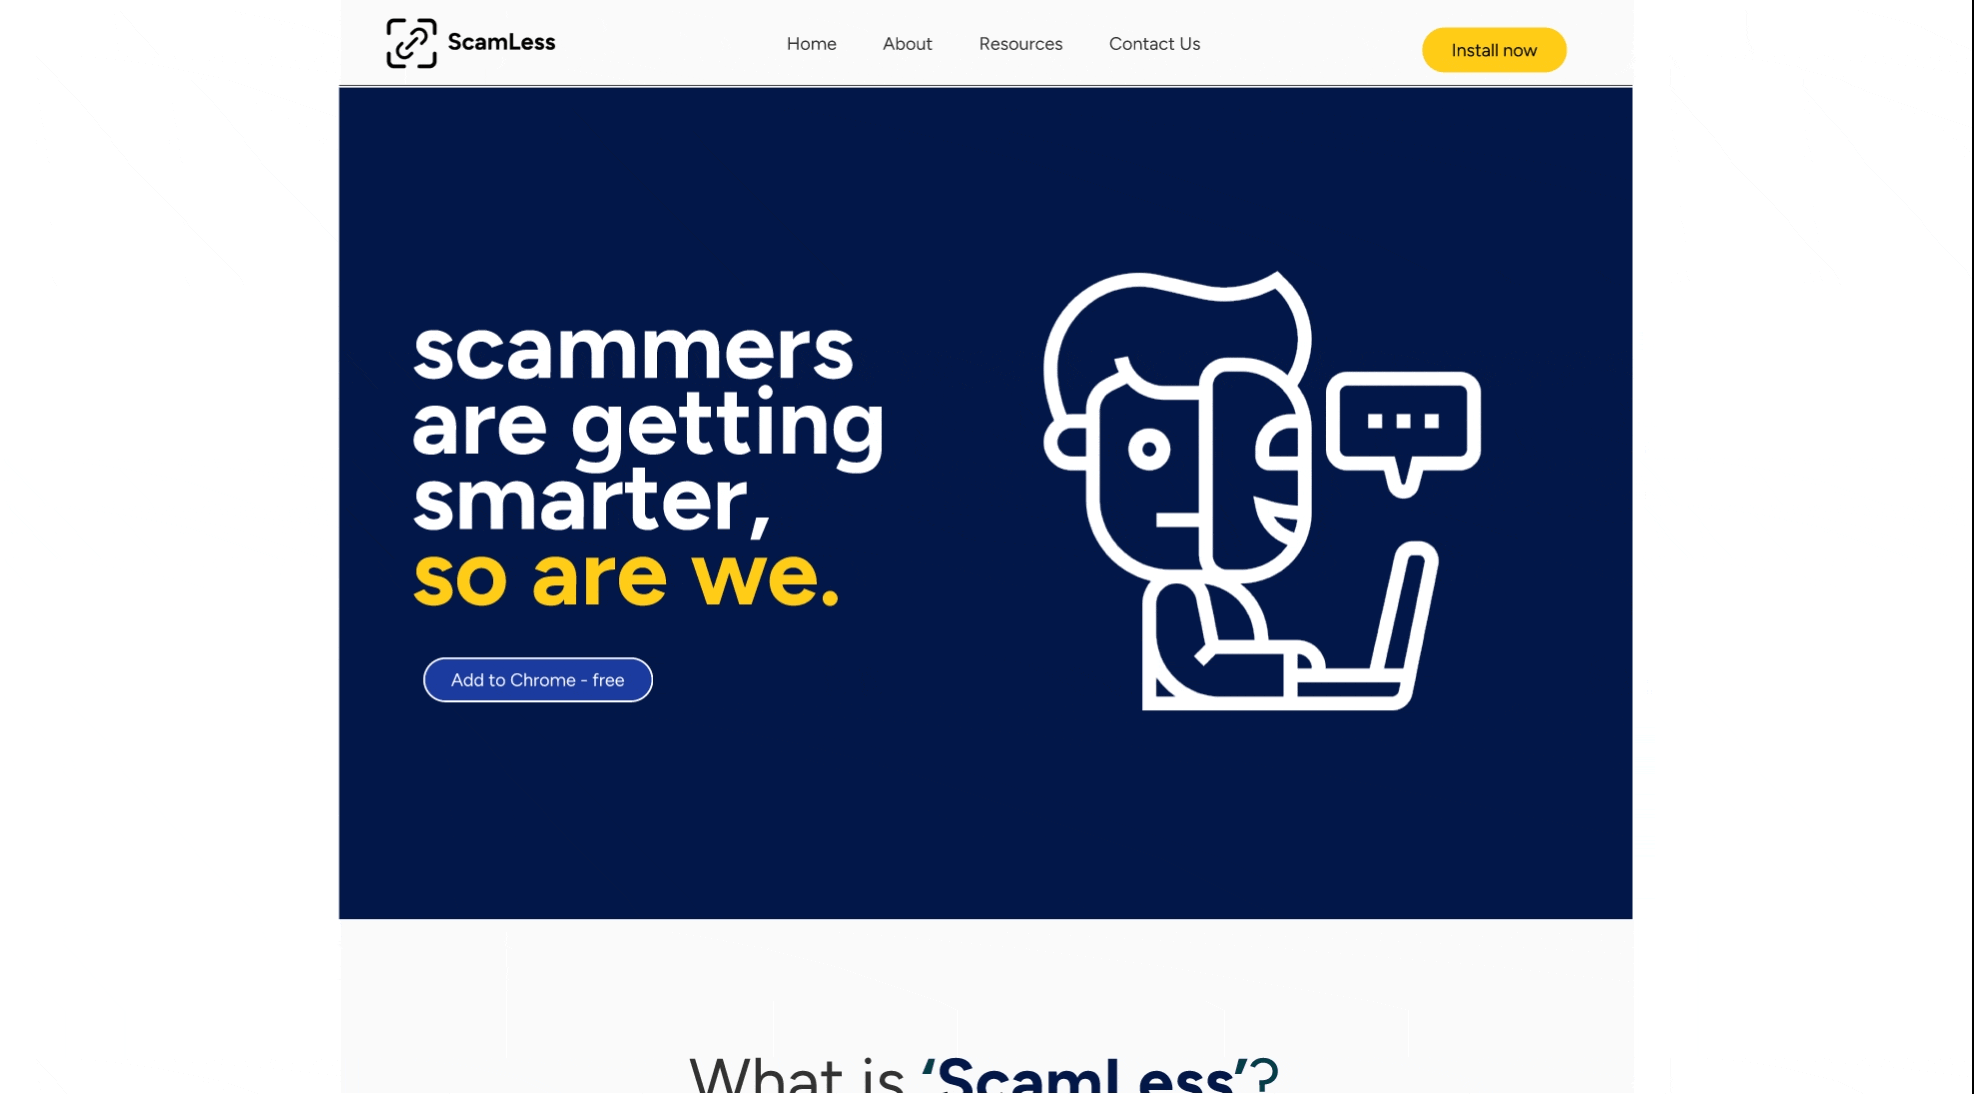 ScamLess
Home About Resources Contact Us
Install now
scammers
are getting
smarter,
so are we.
Add to Chrome - free
What is ‘ScamLess’?